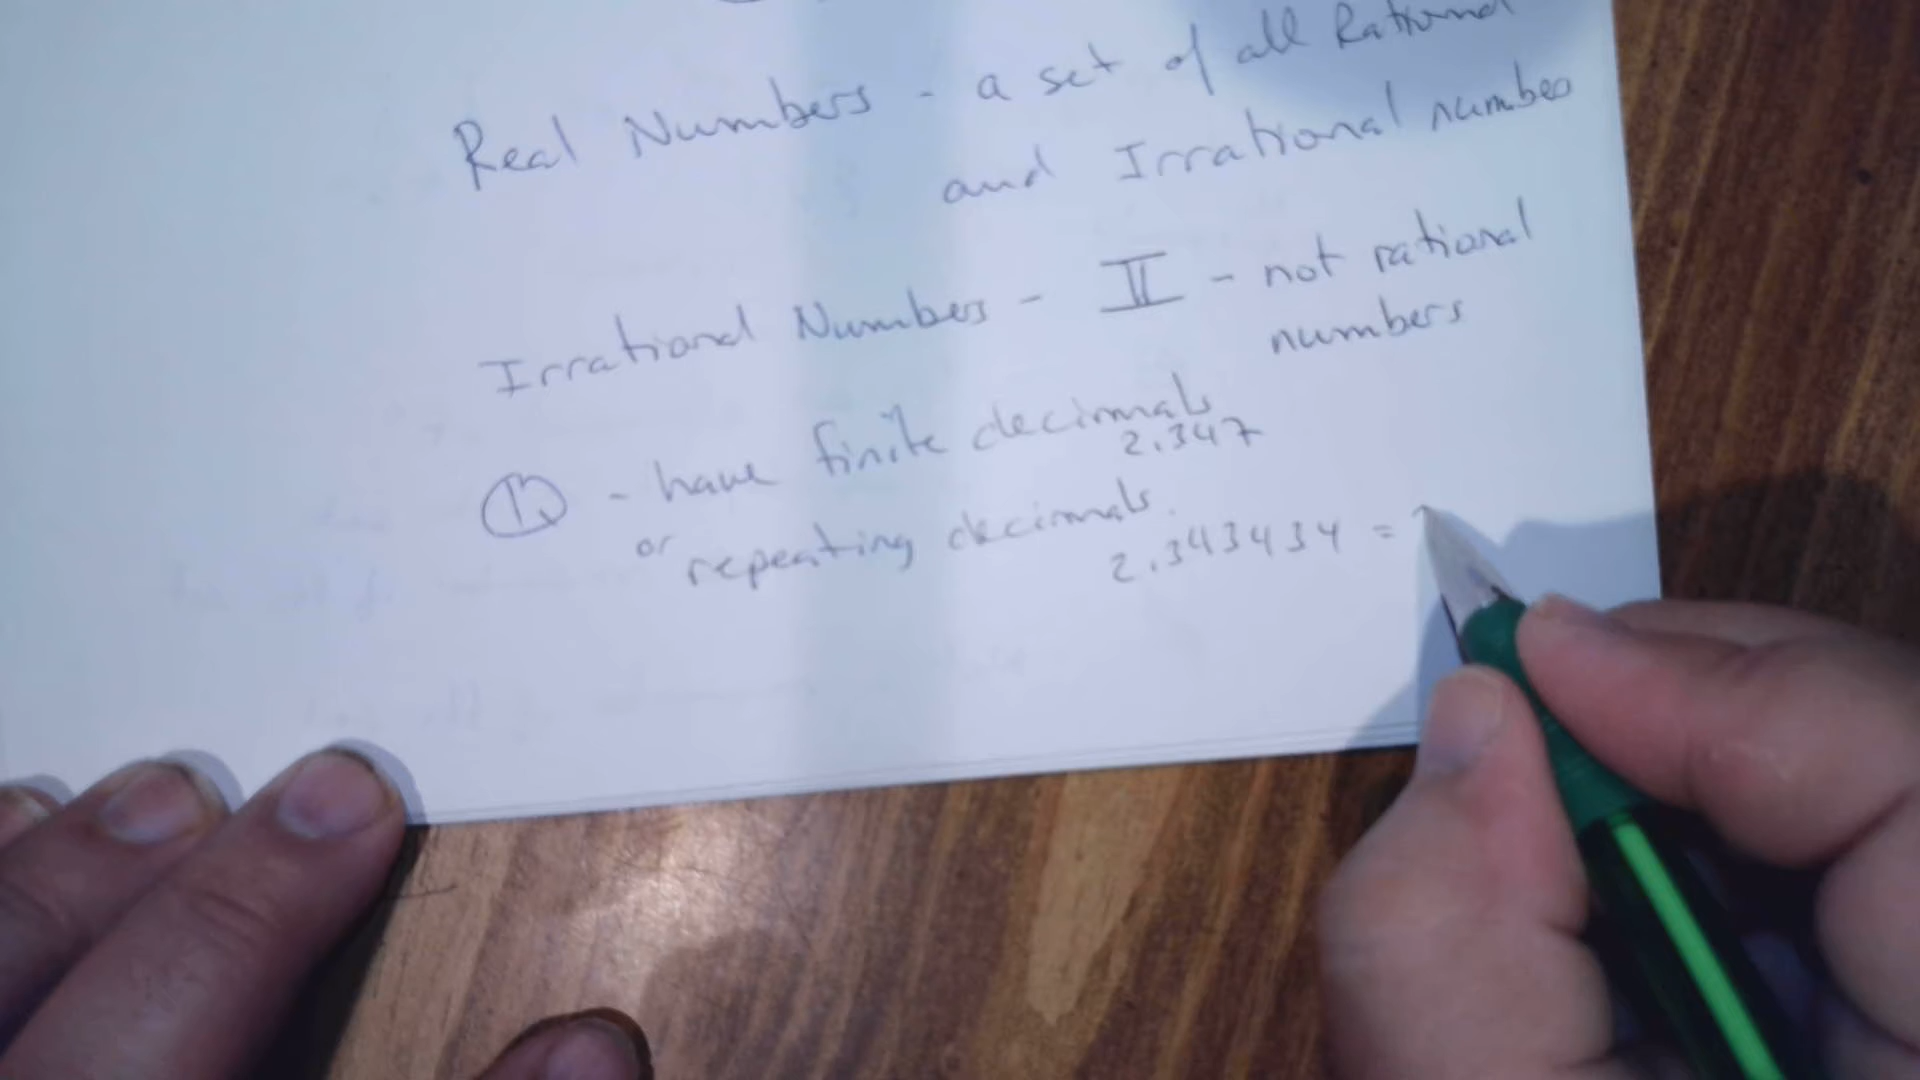 Real Numbers - a set of all Rational
and Irrational numbers
Irrational Numbers - II - not rational
numbers
Q - have finite decimals
2.347
or repeating decimals.
2.343434 =